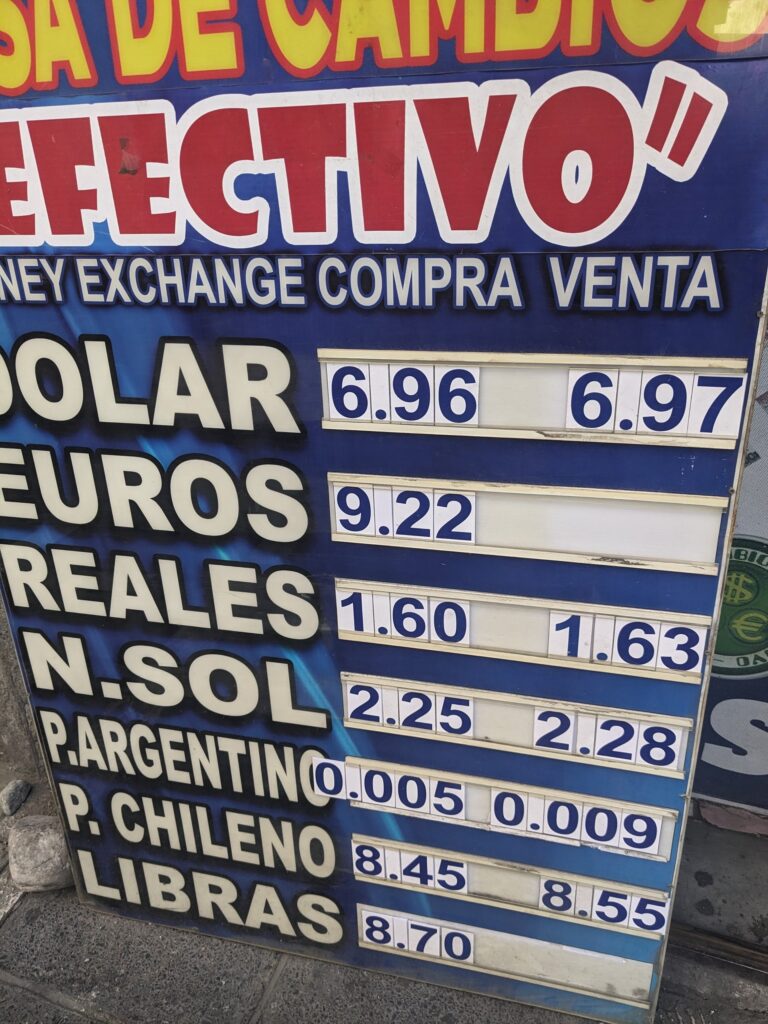 SA DE CAMBIOS
EFECTIVO"
NEY EXCHANGE COMPRA VENTA
DOLAR 6.96 6.97
EUROS 9.22
REALES 1.60 1.63
N.SOL 2.25 2.28
P.ARGENTINO 0.005 0.009
P. CHILENO 8.45 8.55
LIBRAS 8.70
$
€